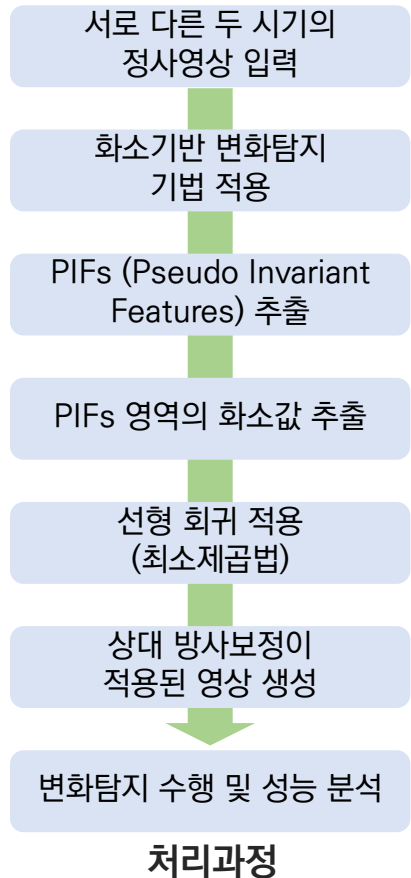 서로 다른 두 시기의
정사영상 입력
화소기반 변화탐지
기법 적용
PIFs (Pseudo Invariant
Features) 추출
PIFs 영역의 화소값 추출
선형 회귀 적용
(최소제곱법)
상대 방사보정이
적용된 영상 생성
변화탐지 수행 및 성능 분석
처리과정